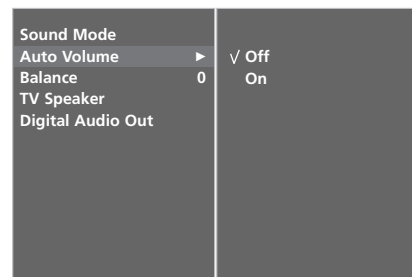 Sound Mode
Auto Volume ►
Balance 0
TV Speaker
Digital Audio Out
√ Off
On